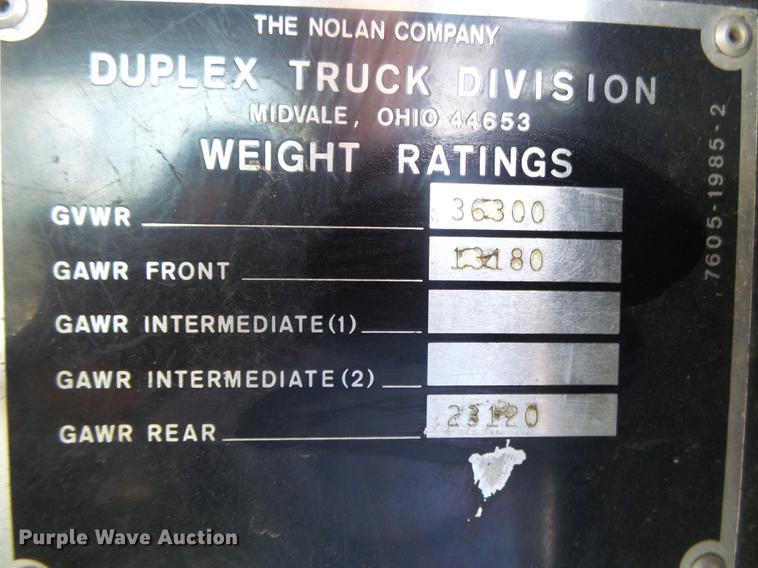 THE NOLAN COMPANY
DUPLEX TRUCK DIVISION
MIDVALE, OHIO 44653
WEIGHT RATINGS
GVWR 36300
GAWR FRONT 13180
GAWR INTERMEDIATE(1)
GAWR INTERMEDIATE(2)
GAWR REAR 23120
7605-1985-2
Purple Wave Auction